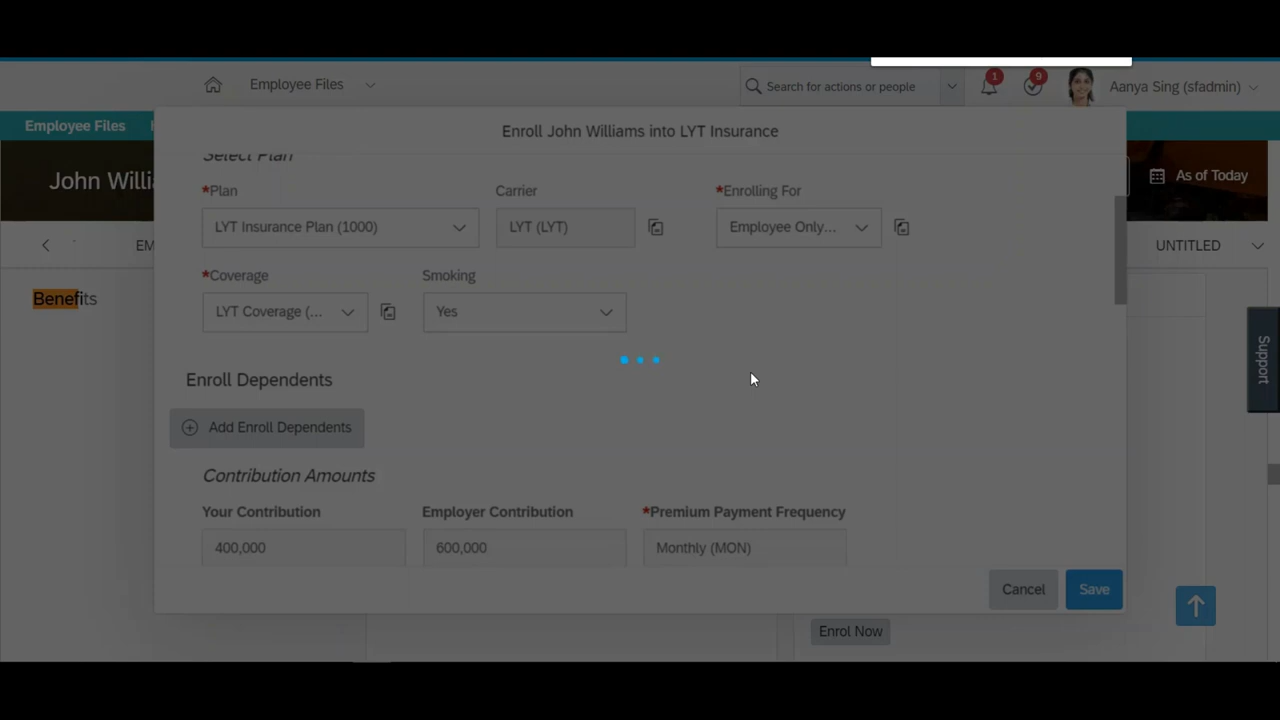 Employee Files
Search for actions or people
1
9
Aanya Sing (sfadmin)
Employee Files
Enroll John Williams into LYT Insurance
John Willi
As of Today
Select Plan
*Plan
Carrier
*Enrolling For
LYT Insurance Plan (1000)
LYT (LYT)
Employee Only...
EM
UNTITLED
*Coverage
Smoking
Benefits
LYT Coverage (...
Yes
Support
Enroll Dependents
Add Enroll Dependents
Contribution Amounts
Your Contribution
Employer Contribution
*Premium Payment Frequency
400,000
600,000
Monthly (MON)
Cancel
Save
Enrol Now